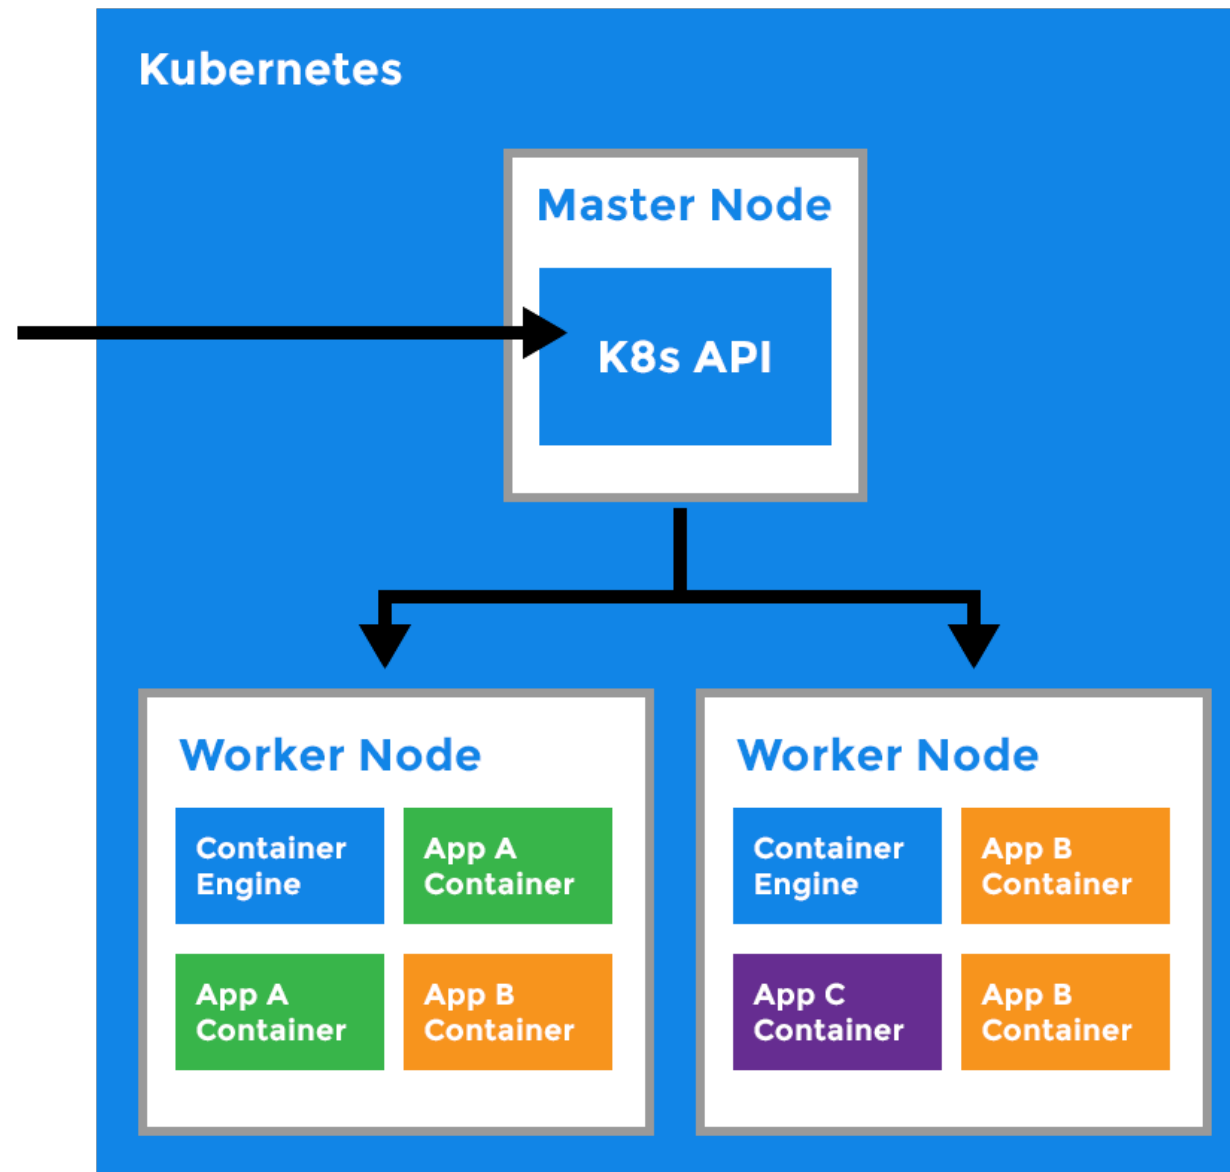 Kubernetes
Master Node
K8s API
Worker Node
Container
Engine
App A
Container
App A
Container
App B
Container
Worker Node
Container
Engine
App B
Container
App C
Container
App B
Container